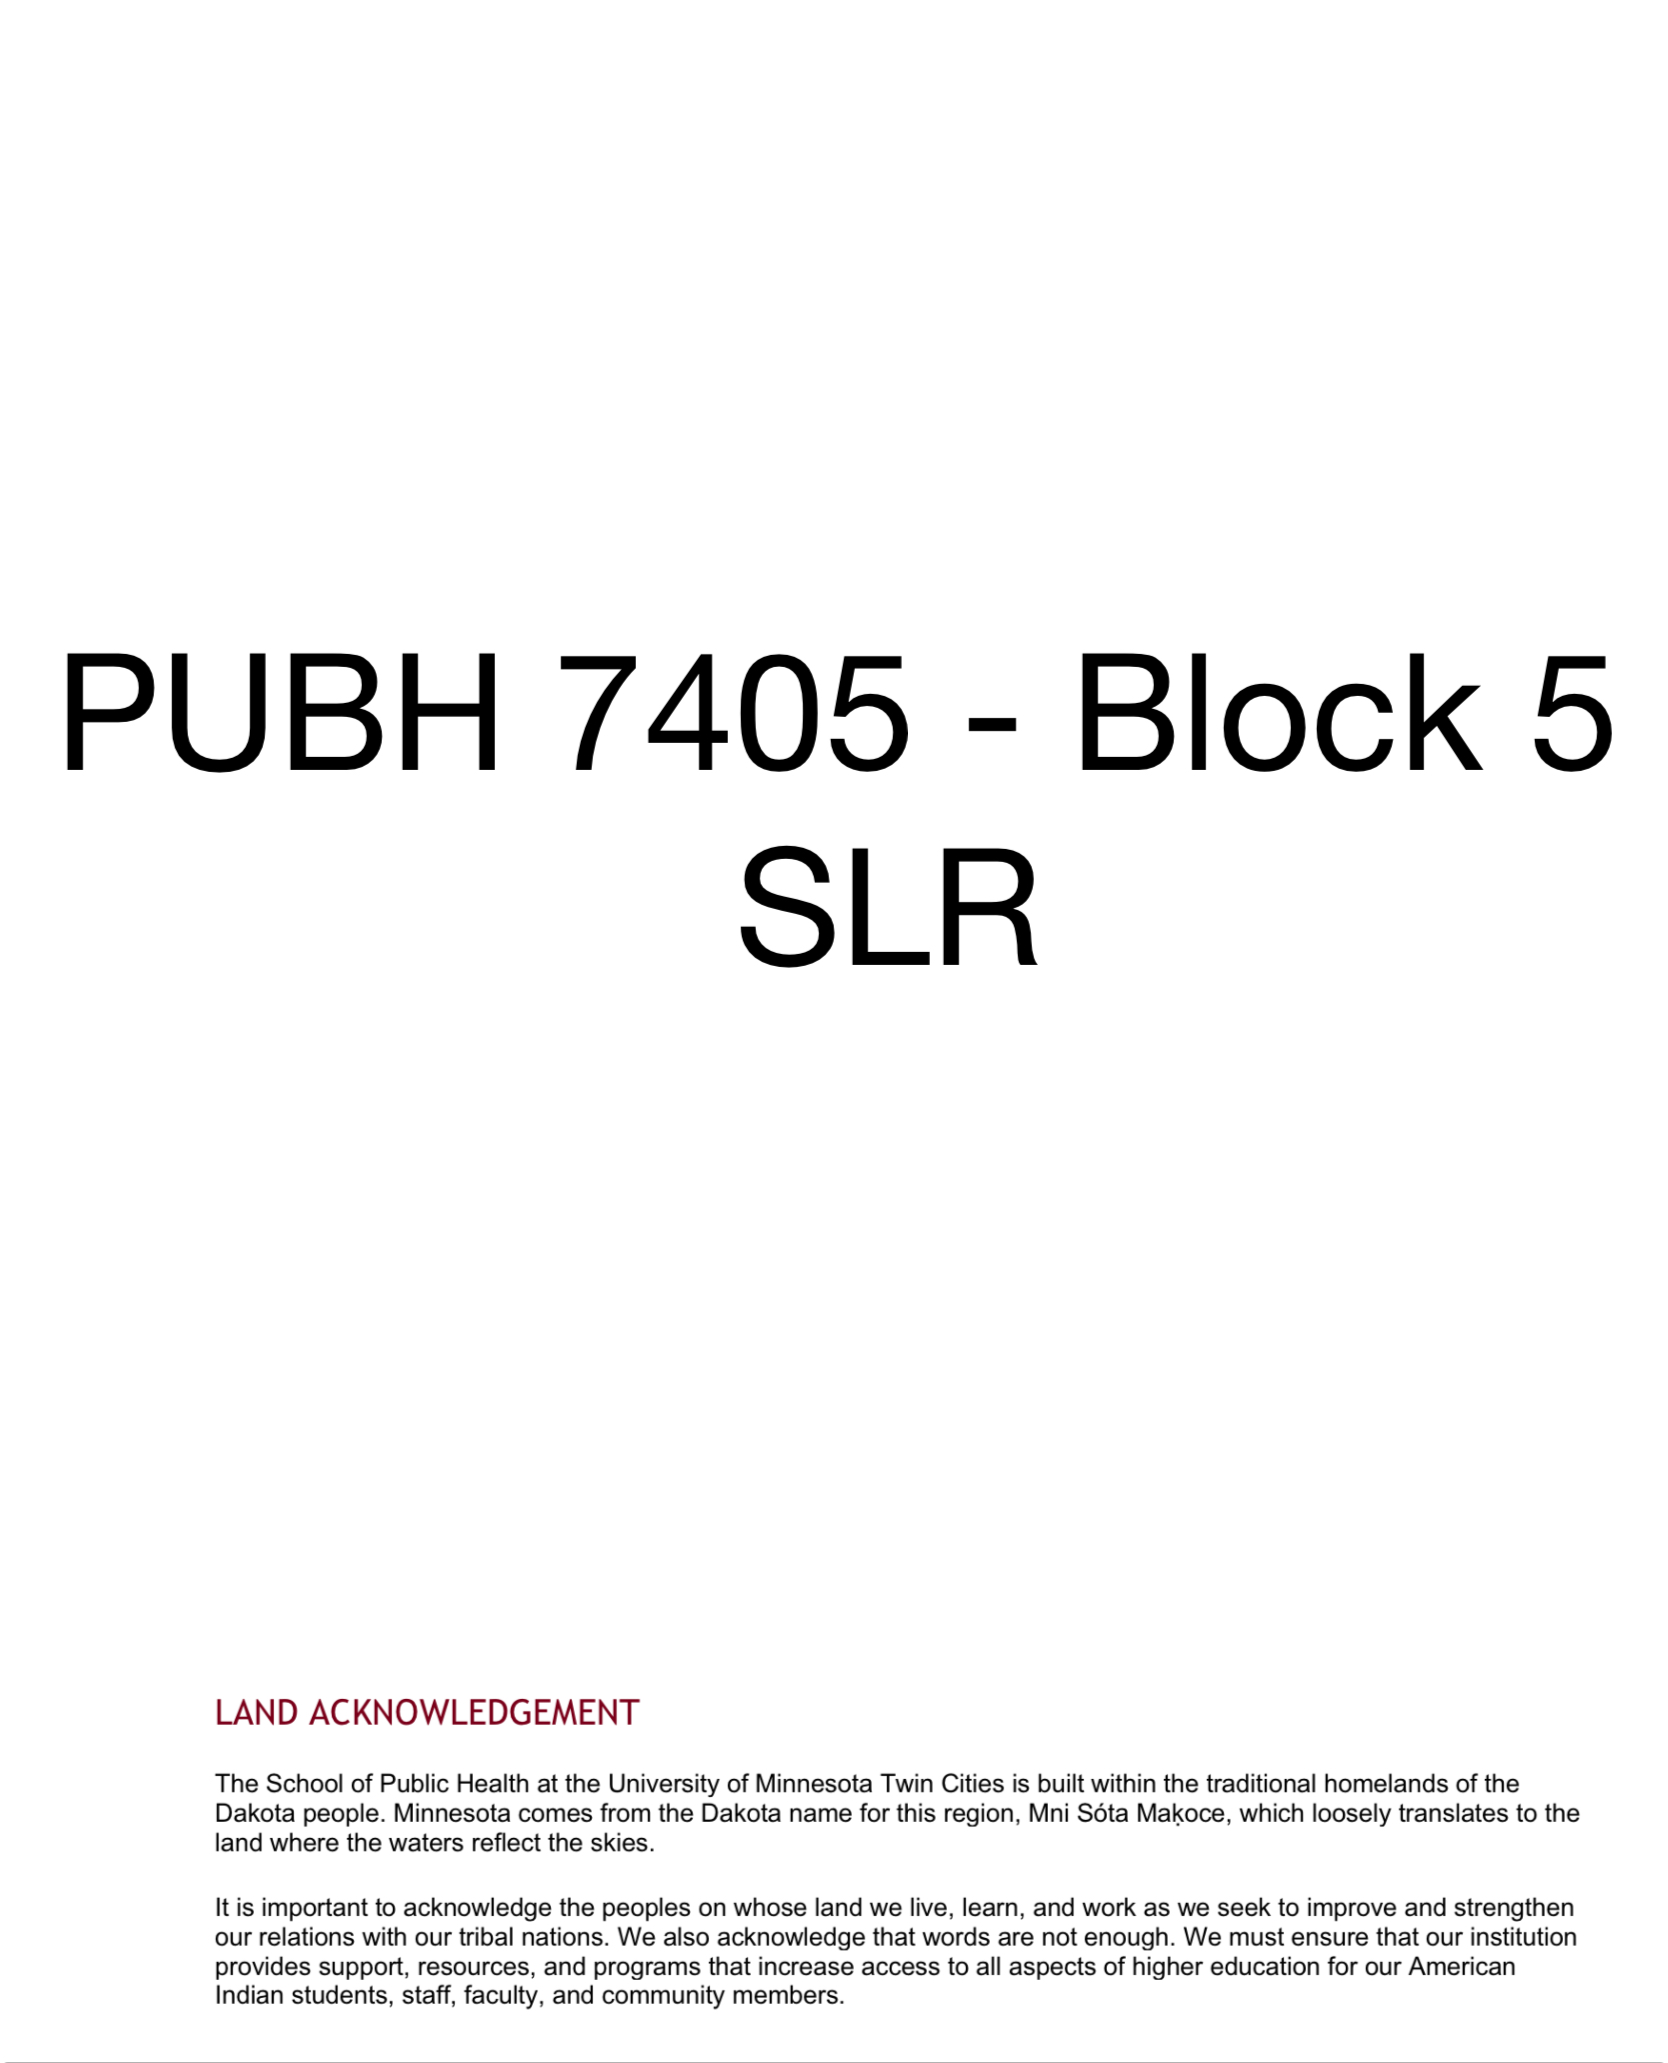 PUBH 7405 - Block 5
SLR
LAND ACKNOWLEDGEMENT
The School of Public Health at the University of Minnesota Twin Cities is built within the traditional homelands of the
Dakota people. Minnesota comes from the Dakota name for this region, Mni Sóta Maḳoce, which loosely translates to the
land where the waters reflect the skies.
It is important to acknowledge the peoples on whose land we live, learn, and work as we seek to improve and strengthen
our relations with our tribal nations. We also acknowledge that words are not enough. We must ensure that our institution
provides support, resources, and programs that increase access to all aspects of higher education for our American
Indian students, staff, faculty, and community members.